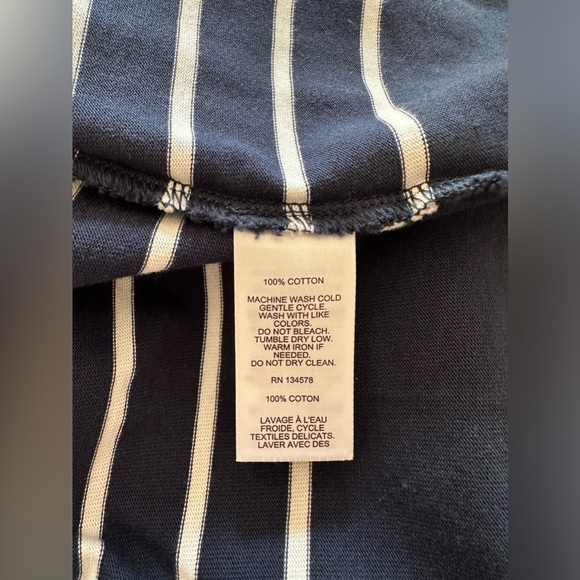 100% COTTON
MACHINE WASH COLD
GENTLE CYCLE.
WASH WITH LIKE
COLORS.
DO NOT BLEACH.
TUMBLE DRY LOW.
WARM IRON IF
NEEDED.
DO NOT DRY CLEAN.
RN 134578
100% COTON
LAVAGE À L'EAU
FROIDE, CYCLE
TEXTILES DELICATS.
LAVER AVEC DES